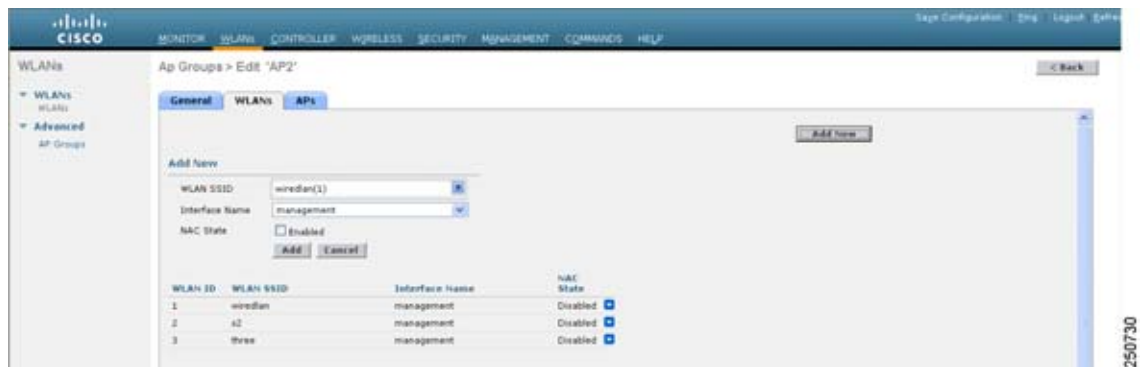 Save Configuration Ping Logout Refre
CISCO
MONITOR WLANs CONTROLLER WIRELESS SECURITY MANAGEMENT COMMANDS HELP
WLANs
Ap Groups > Edit 'AP2'
< Back
WLANs
WLANs
Advanced
AP Groups
General WLANs APs
Add New
Add New
WLAN SSID wiredlan(1)
Interface Name management
NAC State Enabled
Add Cancel
WLAN ID WLAN SSID Interface Name NAC State
1 wiredlan management Disabled
2 s2 management Disabled
3 three management Disabled
250730